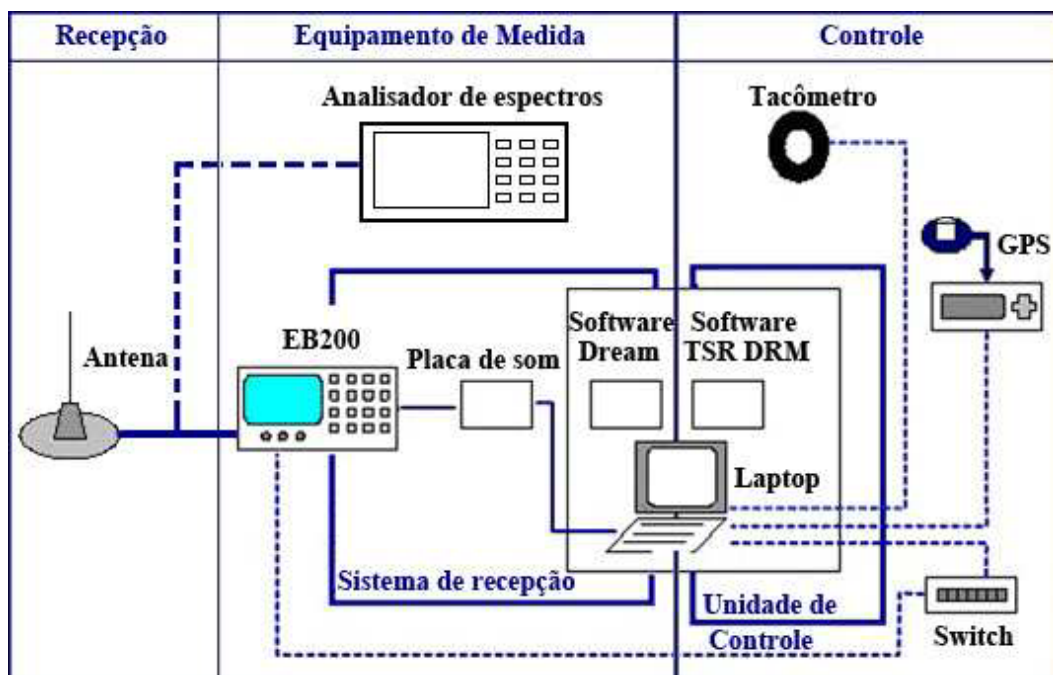 Recepção
Equipamento de Medida
Controle
Analisador de espectros
Tacômetro
GPS
Antena
EB200
Placa de som
Software
Dream
Software
TSR DRM
Laptop
Sistema de recepção
Unidade de
Controle
Switch